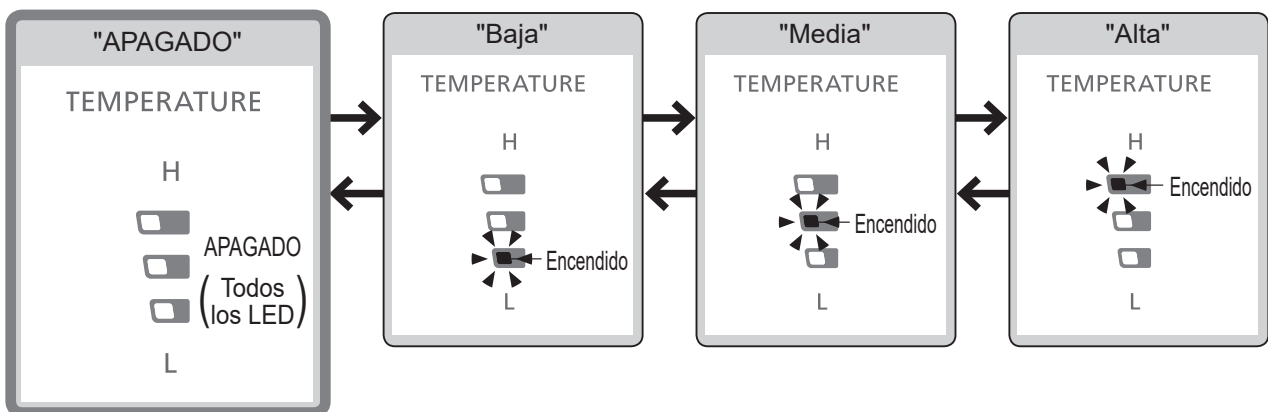 "APAGADO"
TEMPERATURE
H
APAGADO
(Todos
los LED)
L
"Baja"
TEMPERATURE
H
Encendido
L
"Media"
TEMPERATURE
H
Encendido
L
"Alta"
TEMPERATURE
H
Encendido
L